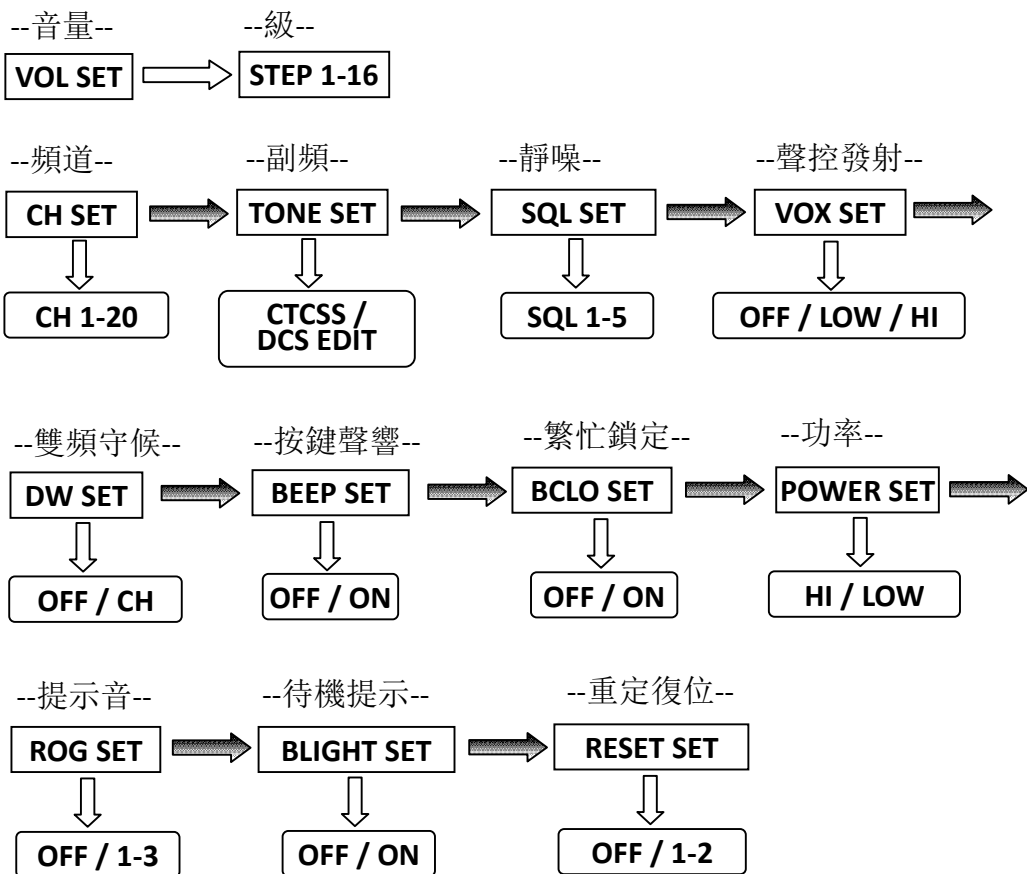 --音量-- --級--
VOL SET STEP 1-16
--頻道-- --副頻-- --靜噪-- --聲控發射--
CH SET TONE SET SQL SET VOX SET
CH 1-20 CTCSS / DCS EDIT SQL 1-5 OFF / LOW / HI
--雙頻守候-- --按鍵聲響-- --繁忙鎖定-- --功率--
DW SET BEEP SET BCLO SET POWER SET
OFF / CH OFF / ON OFF / ON HI / LOW
--提示音-- --待機提示-- --重定復位--
ROG SET BLIGHT SET RESET SET
OFF / 1-3 OFF / ON OFF / 1-2